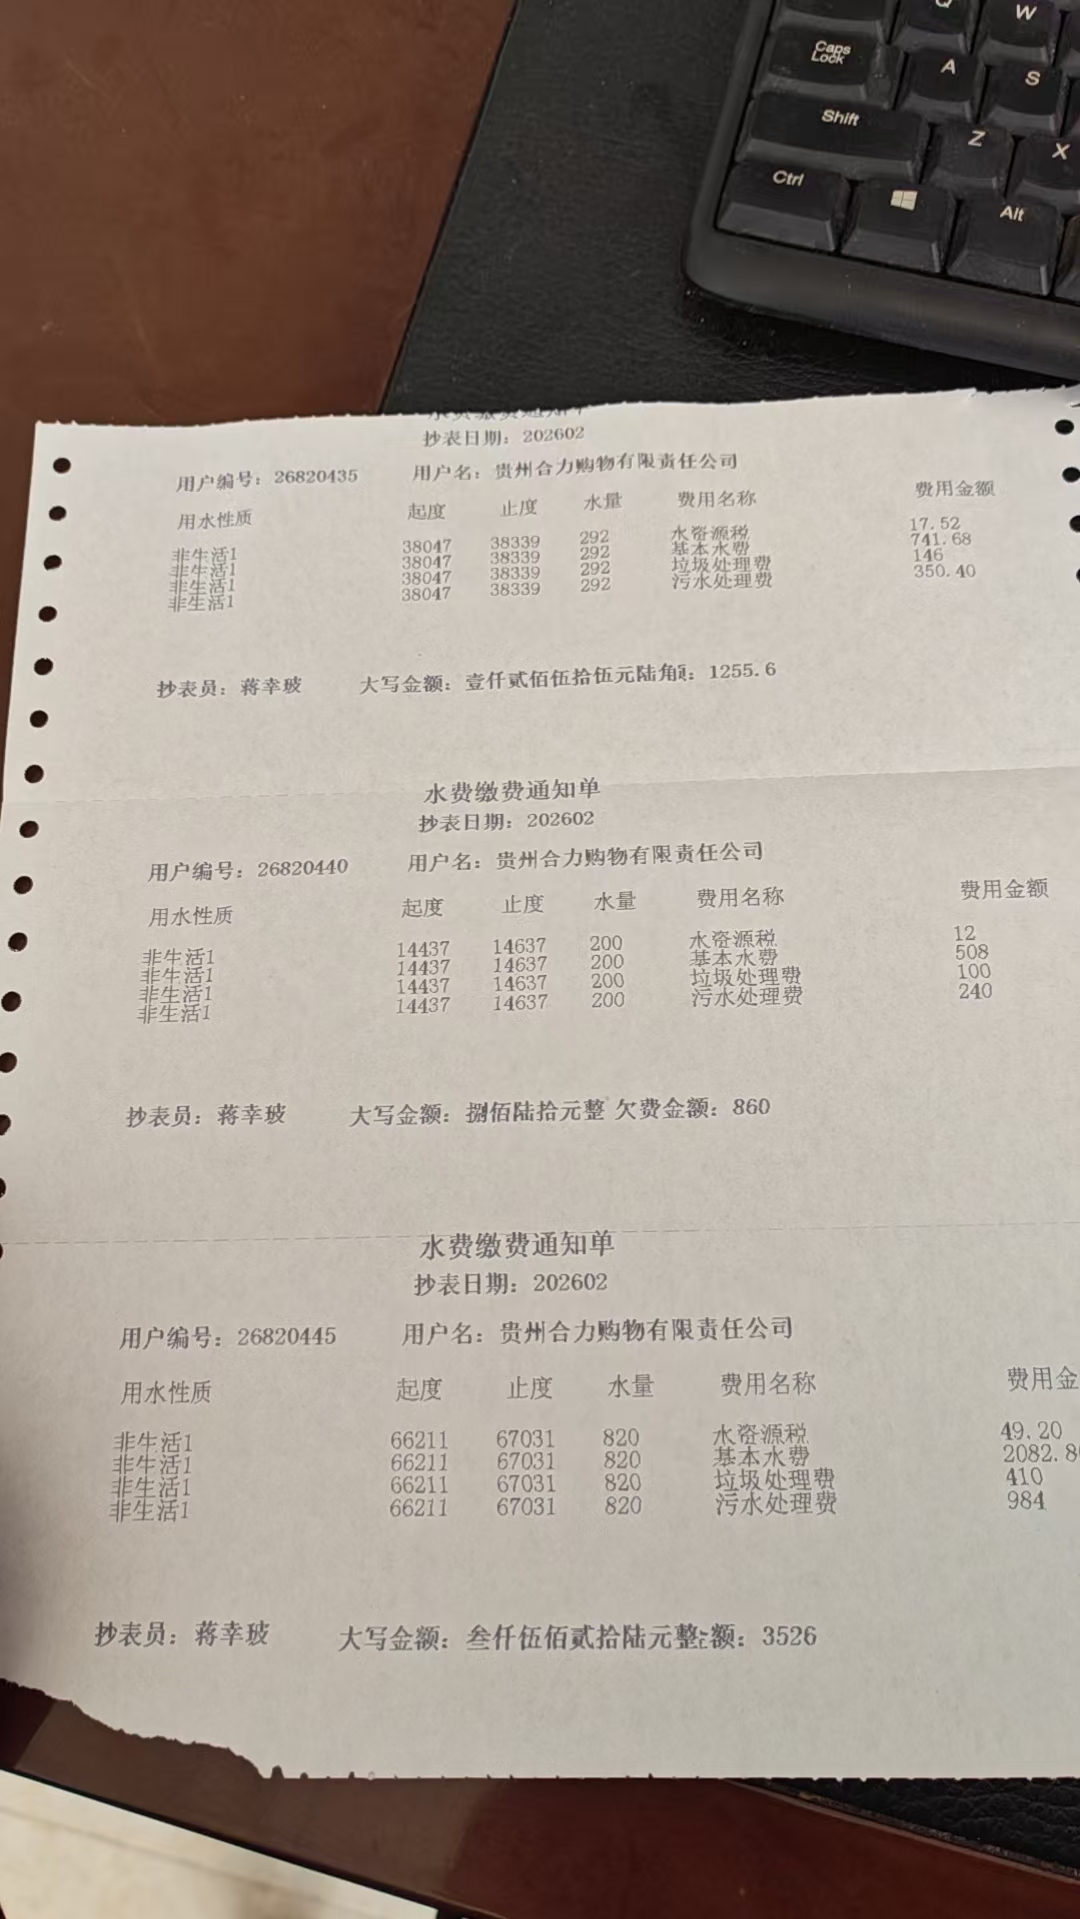 Q W
Caps Lock A S
Shift Z X
Ctrl Alt
水费缴费通知单
抄表日期：202602
用户编号：26820435 用户名：贵州合力购物有限责任公司
用水性质 起度 止度 水量 费用名称 费用金额
非生活1 38047 38339 292 水资源税 17.52
非生活1 38047 38339 292 基本水费 741.68
非生活1 38047 38339 292 垃圾处理费 146
非生活1 38047 38339 292 污水处理费 350.40
抄表员：蒋幸玻 大写金额：壹仟贰佰伍拾伍元陆角额：1255.6
水费缴费通知单
抄表日期：202602
用户编号：26820440 用户名：贵州合力购物有限责任公司
用水性质 起度 止度 水量 费用名称 费用金额
非生活1 14437 14637 200 水资源税 12
非生活1 14437 14637 200 基本水费 508
非生活1 14437 14637 200 垃圾处理费 100
非生活1 14437 14637 200 污水处理费 240
抄表员：蒋幸玻 大写金额：捌佰陆拾元整 欠费金额：860
水费缴费通知单
抄表日期：202602
用户编号：26820445 用户名：贵州合力购物有限责任公司
用水性质 起度 止度 水量 费用名称 费用金
非生活1 66211 67031 820 水资源税 49.20
非生活1 66211 67031 820 基本水费 2082.8
非生活1 66211 67031 820 垃圾处理费 410
非生活1 66211 67031 820 污水处理费 984
抄表员：蒋幸玻 大写金额：叁仟伍佰贰拾陆元整额：3526